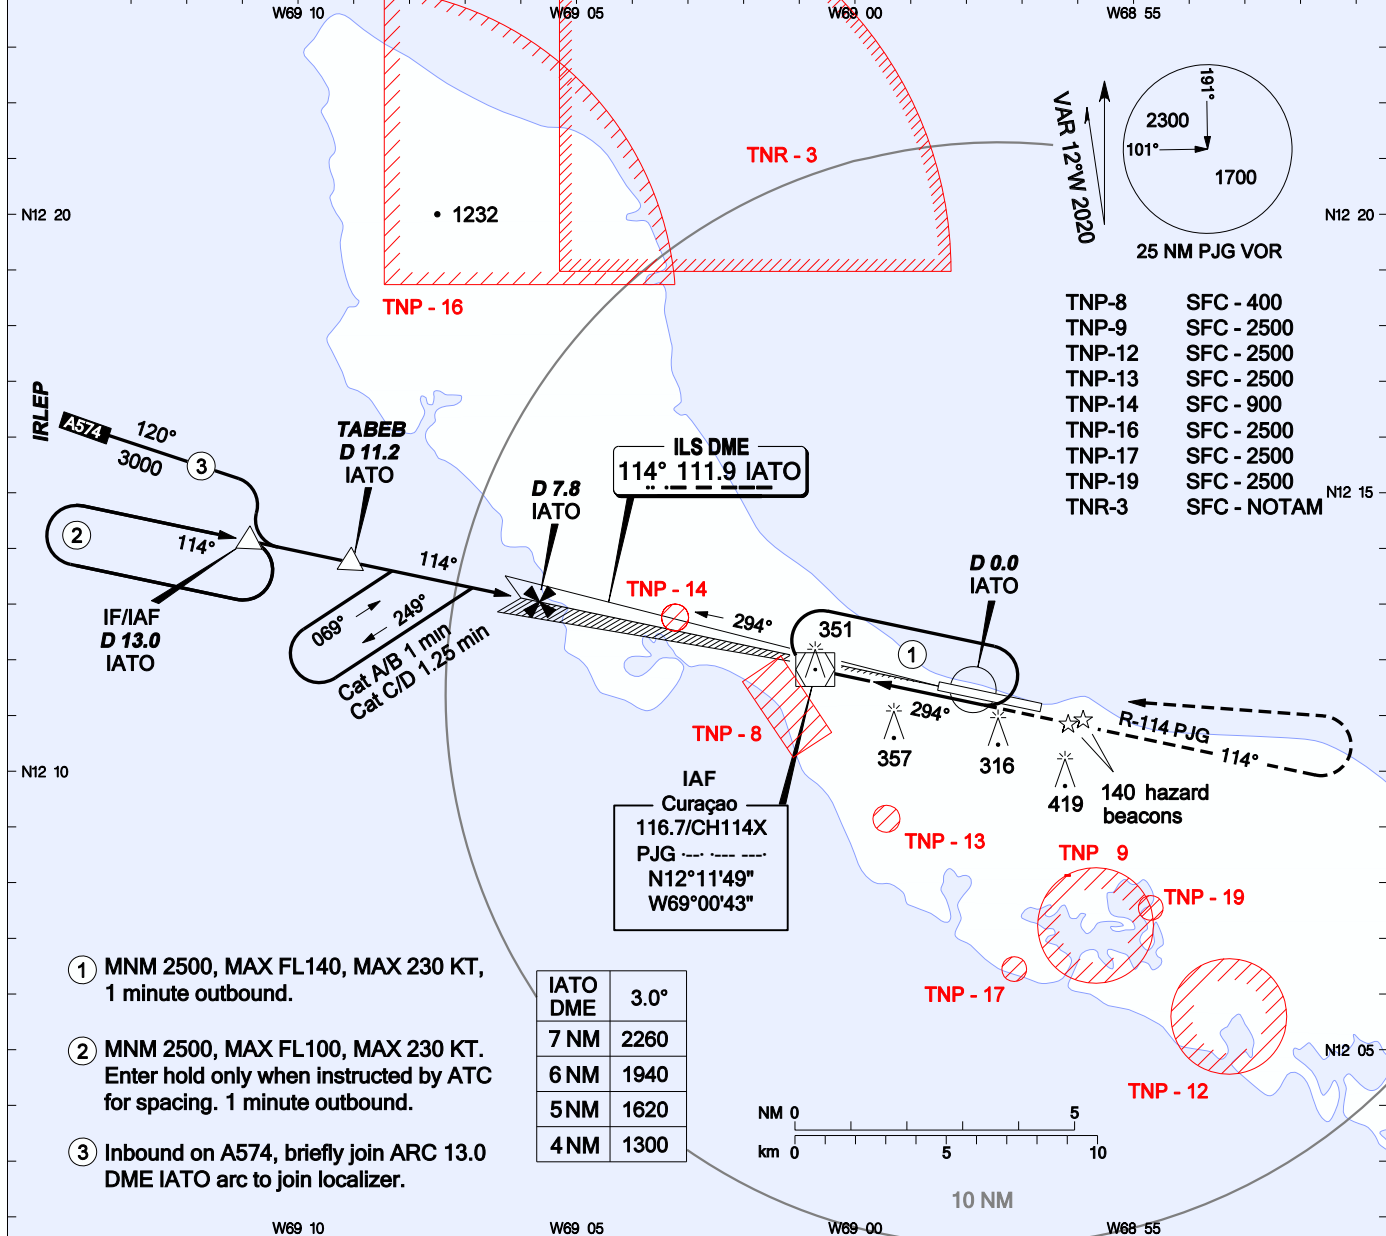 W69 10
W69 05
W69 00
W68 55
191°
2300
101°
1700
VAR 12°W 2020
25 NM PJG VOR
TNR - 3
1232
TNP - 16
N12 20
N12 20
TNP-8 SFC - 400
TNP-9 SFC - 2500
TNP-12 SFC - 2500
TNP-13 SFC - 2500
TNP-14 SFC - 900
TNP-16 SFC - 2500
TNP-17 SFC - 2500
TNP-19 SFC - 2500
TNR-3 SFC - NOTAM
N12 15
IRLEP
A574
120°
3000
3
TABEB
D 11.2
IATO
ILS DME
114° 111.9 IATO
D 7.8
IATO
2
114°
114°
IF/IAF
D 13.0
IATO
069°
249°
Cat A/B 1 min
Cat C/D 1.25 min
TNP - 14
294°
351
1
D 0.0
IATO
294°
R-114 PJG
114°
TNP - 8
357
316
419
140 hazard
beacons
N12 10
IAF
Curaçao
116.7/CH114X
PJG
N12°11'49"
W69°00'43"
TNP - 13
TNP 9
TNP - 19
TNP - 17
TNP - 12
N12 05
1 MNM 2500, MAX FL140, MAX 230 KT,
1 minute outbound.
2 MNM 2500, MAX FL100, MAX 230 KT.
Enter hold only when instructed by ATC
for spacing. 1 minute outbound.
3 Inbound on A574, briefly join ARC 13.0
DME IATO arc to join localizer.
IATO
DME 3.0°
7 NM 2260
6 NM 1940
5 NM 1620
4 NM 1300
NM 0 5
km 0 5 10
10 NM
W69 10
W69 05
W69 00
W68 55